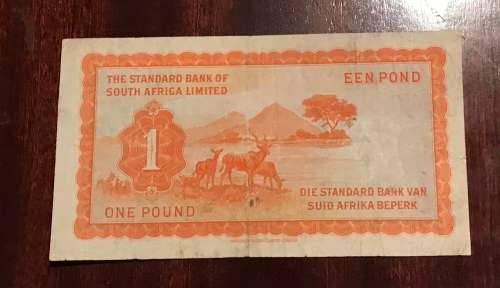 THE STANDARD BANK OF
SOUTH AFRICA LIMITED
EEN POND
1
DIE STANDARD BANK VAN
SUID AFRIKA BEPERK
ONE POUND